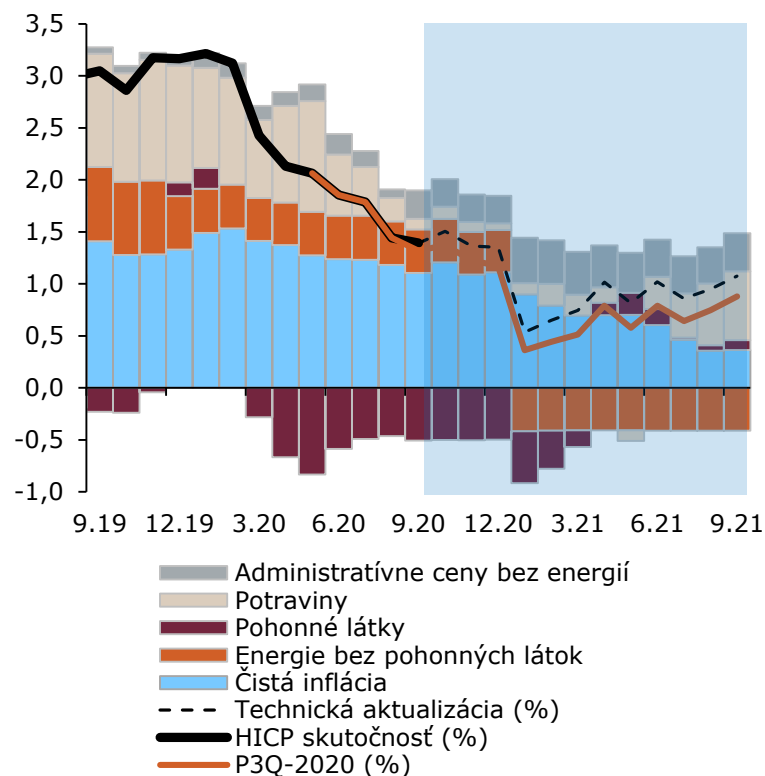 3,5
3,0
2,5
2,0
1,5
1,0
0,5
0,0
-0,5
-1,0
9.19 12.19 3.20 6.20 9.20 12.20 3.21 6.21 9.21
Administratívne ceny bez energií
Potraviny
Pohonné látky
Energie bez pohonných látok
Čistá inflácia
Technická aktualizácia (%)
HICP skutočnosť (%)
P3Q-2020 (%)